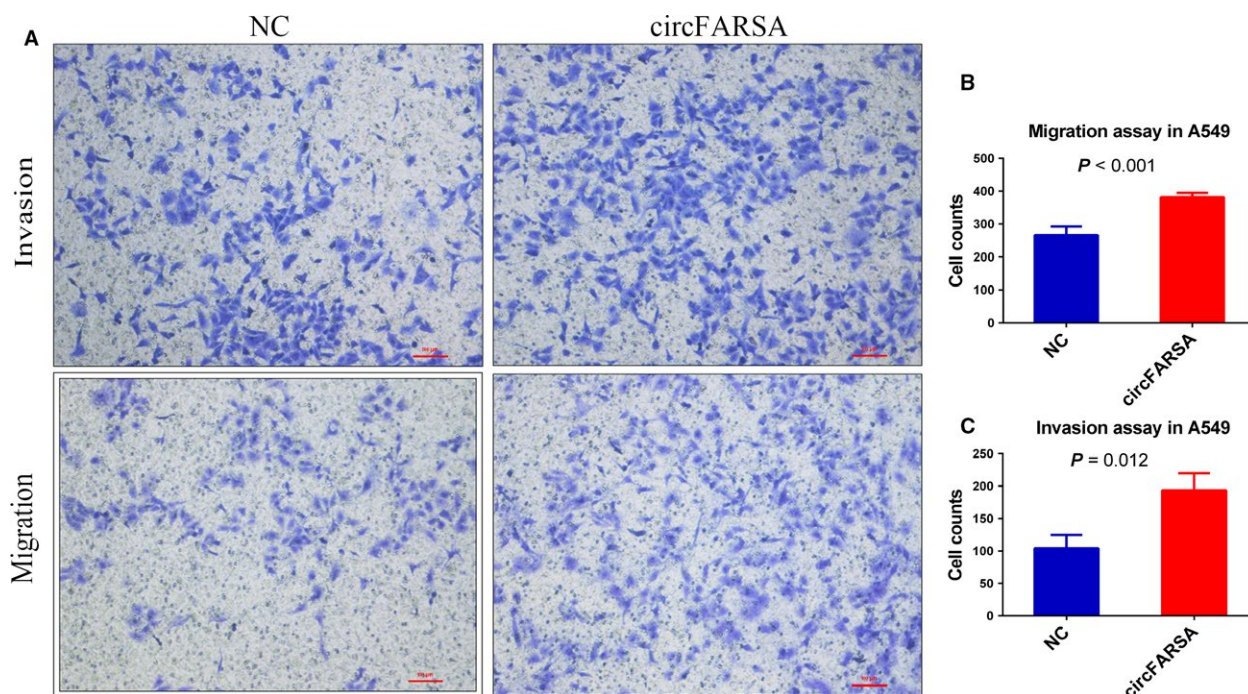 A
NC
circFARSA
Invasion
Migration
B
Migration assay in A549
P < 0.001
Cell counts
500
400
300
200
100
0
NC
circFARSA
C
Invasion assay in A549
P = 0.012
Cell counts
250
200
150
100
50
0
NC
circFARSA